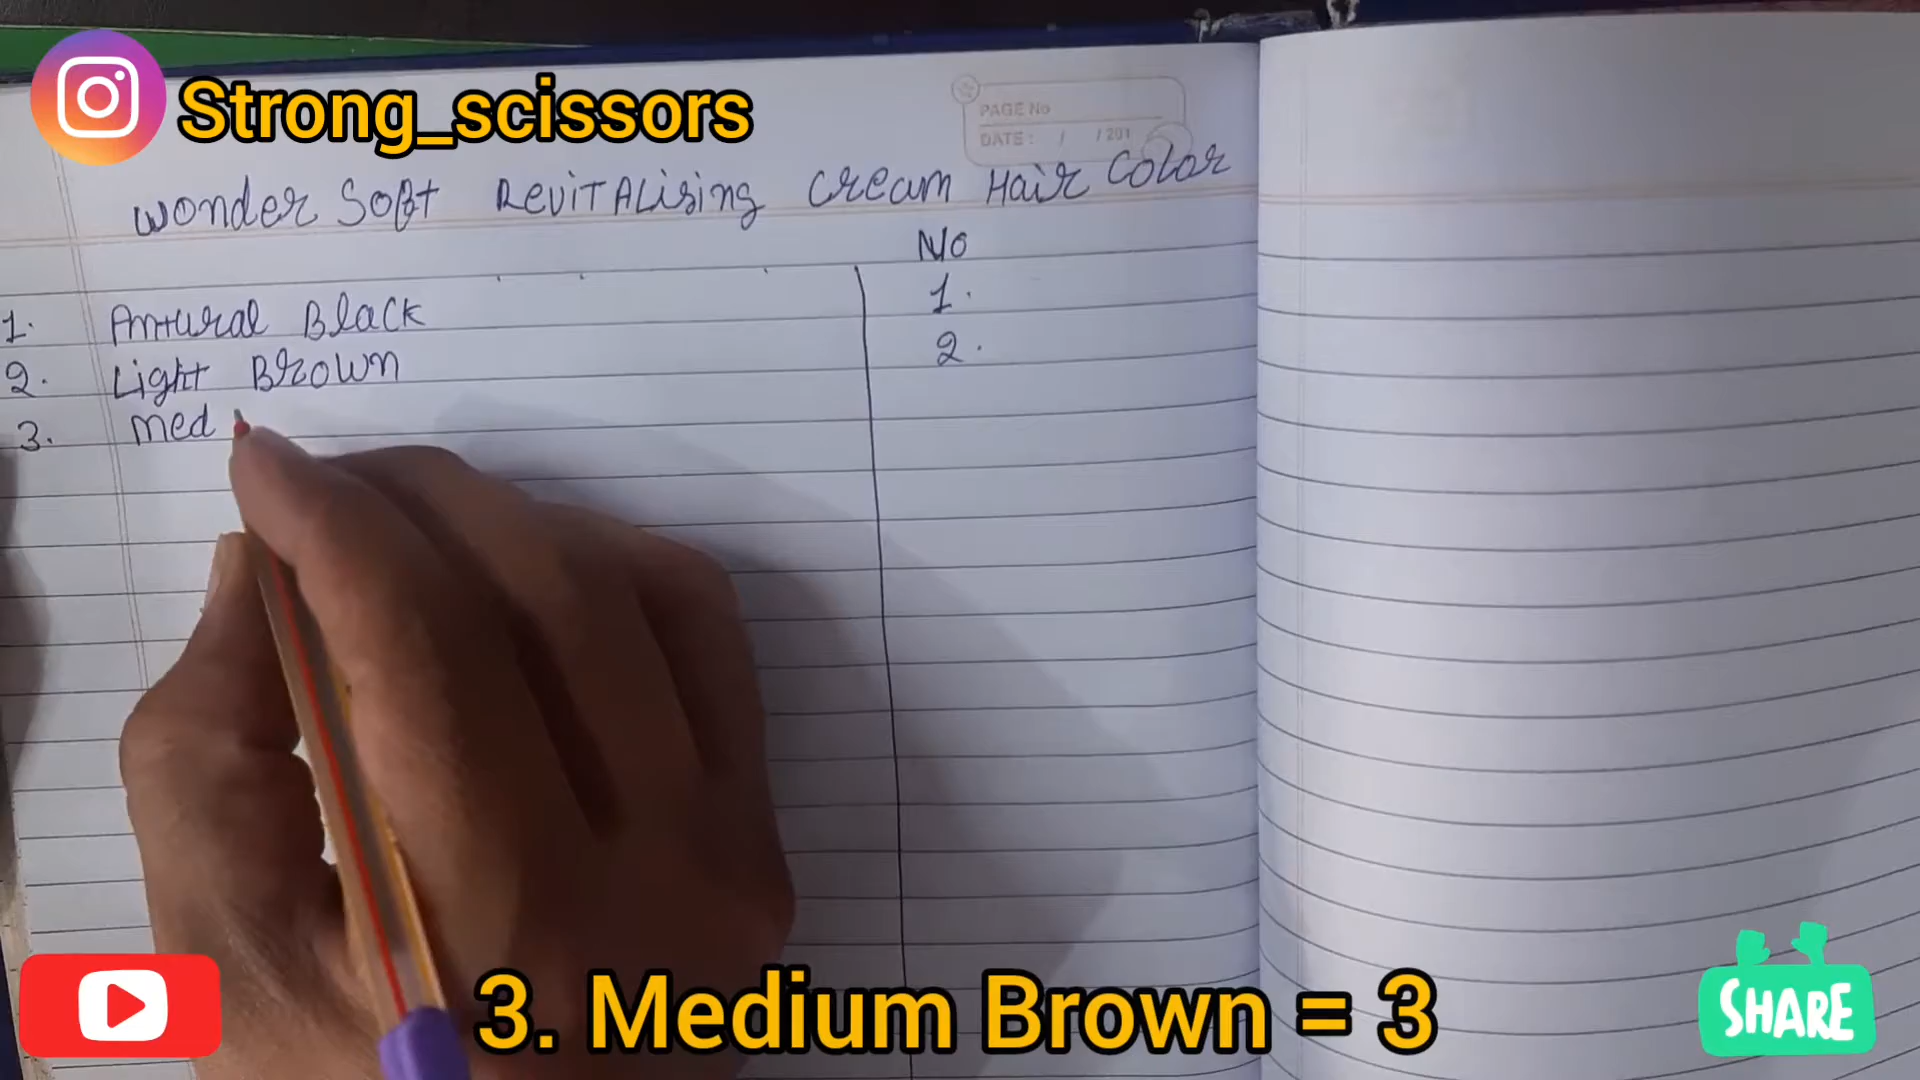 Strong_scissors
PAGE No
DATE: / / 201
Wonder Soft Revitalising Cream Hair Color
No
1. Antural Black 1.
2. Light Brown 2.
3. Med
3. Medium Brown = 3
SHARE